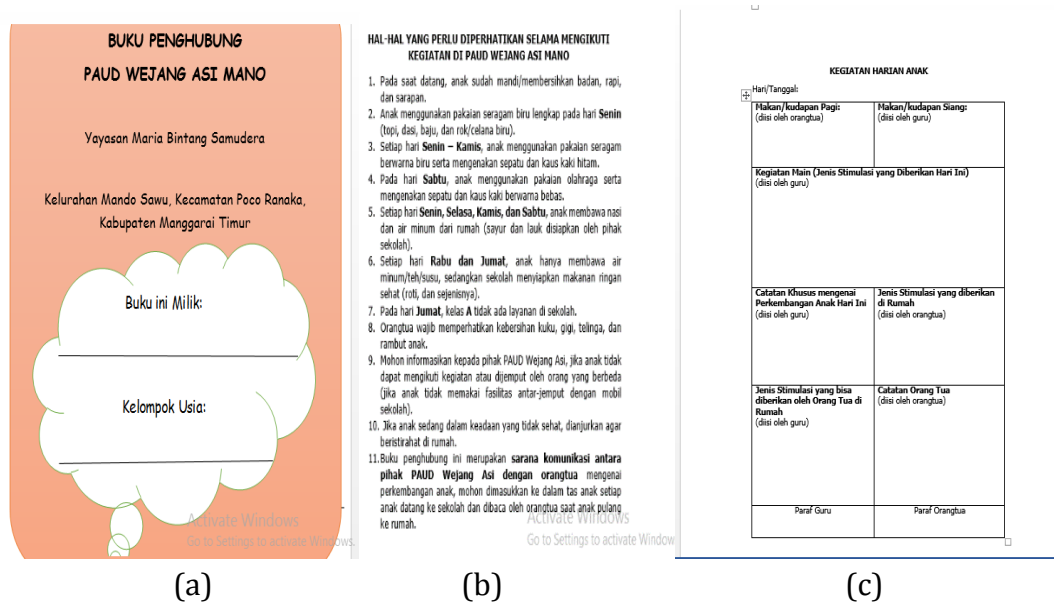 BUKU PENGHUBUNG
PAUD WEJANG ASI MANO
Yayasan Maria Bintang Samudera
Kelurahan Mando Sawu, Kecamatan Poco Ranaka,
Kabupaten Manggarai Timur
Buku ini Milik:
Kelompok Usia:
Activate Windows
Go to Settings to activate Windows.
(a)
HAL-HAL YANG PERLU DIPERHATIKAN SELAMA MENGIKUTI
KEGIATAN DI PAUD WEJANG ASI MANO
1. Pada saat datang, anak sudah mandi/membersihkan badan, rapi,
dan sarapan.
2. Anak menggunakan pakaian seragam biru lengkap pada hari Senin
(topi, dasi, baju, dan rok/celana biru).
3. Setiap hari Senin – Kamis, anak menggunakan pakaian seragam
berwarna biru serta mengenakan sepatu dan kaus kaki hitam.
4. Pada hari Sabtu, anak menggunakan pakaian olahraga serta
mengenakan sepatu dan kaus kaki berwarna bebas.
5. Setiap hari Senin, Selasa, Kamis, dan Sabtu, anak membawa nasi
dan air minum dari rumah (sayur dan lauk disiapkan oleh pihak
sekolah).
6. Setiap hari Rabu dan Jumat, anak hanya membawa air
minum/teh/susu, sedangkan sekolah menyiapkan makanan ringan
sehat (roti, dan sejenisnya).
7. Pada hari Jumat, kelas A tidak ada layanan di sekolah.
8. Orangtua wajib memperhatikan kebersihan kuku, gigi, telinga, dan
rambut anak.
9. Mohon informasikan kepada pihak PAUD Wejang Asi, jika anak tidak
dapat mengikuti kegiatan atau dijemput oleh orang yang berbeda
(jika anak tidak memakai fasilitas antar-jemput dengan mobil
sekolah).
10. Jika anak sedang dalam keadaan yang tidak sehat, dianjurkan agar
beristirahat di rumah.
11.Buku penghubung ini merupakan sarana komunikasi antara
pihak PAUD Wejang Asi dengan orangtua mengenai
perkembangan anak, mohon dimasukkan ke dalam tas anak setiap
anak datang ke sekolah dan dibaca oleh orangtua saat anak pulang
ke rumah.
Activate Windows
Go to Settings to activate Window
(b)
KEGIATAN HARIAN ANAK
Hari/Tanggal:
Makan/kudapan Pagi:
(diisi oleh orangtua)
Makan/kudapan Siang:
(diisi oleh guru)
Kegiatan Main (Jenis Stimulasi yang Diberikan Hari Ini)
(diisi oleh guru)
Catatan Khusus mengenai
Perkembangan Anak Hari Ini
(diisi oleh guru)
Jenis Stimulasi yang diberikan
di Rumah
(diisi oleh orangtua)
Jenis Stimulasi yang bisa
diberikan oleh Orang Tua di
Rumah
(diisi oleh guru)
Catatan Orang Tua
(diisi oleh orangtua)
Paraf Guru
Paraf Orangtua
(c)